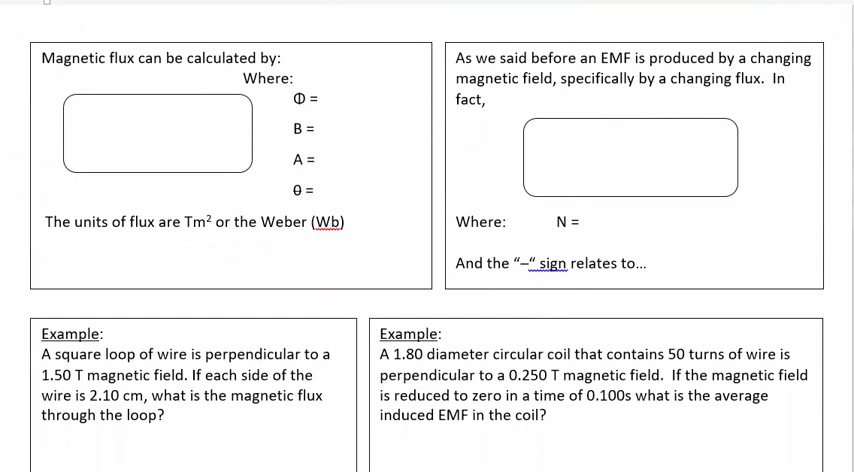 Magnetic flux can be calculated by:
Where:
Φ =
B =
A =
θ =
The units of flux are Tm² or the Weber (Wb)
As we said before an EMF is produced by a changing
magnetic field, specifically by a changing flux.  In
fact,
Where:
N =
And the “–“ sign relates to...
Example:
A square loop of wire is perpendicular to a
1.50 T magnetic field. If each side of the
wire is 2.10 cm, what is the magnetic flux
through the loop?
Example:
A 1.80 diameter circular coil that contains 50 turns of wire is
perpendicular to a 0.250 T magnetic field.  If the magnetic field
is reduced to zero in a time of 0.100s what is the average
induced EMF in the coil?